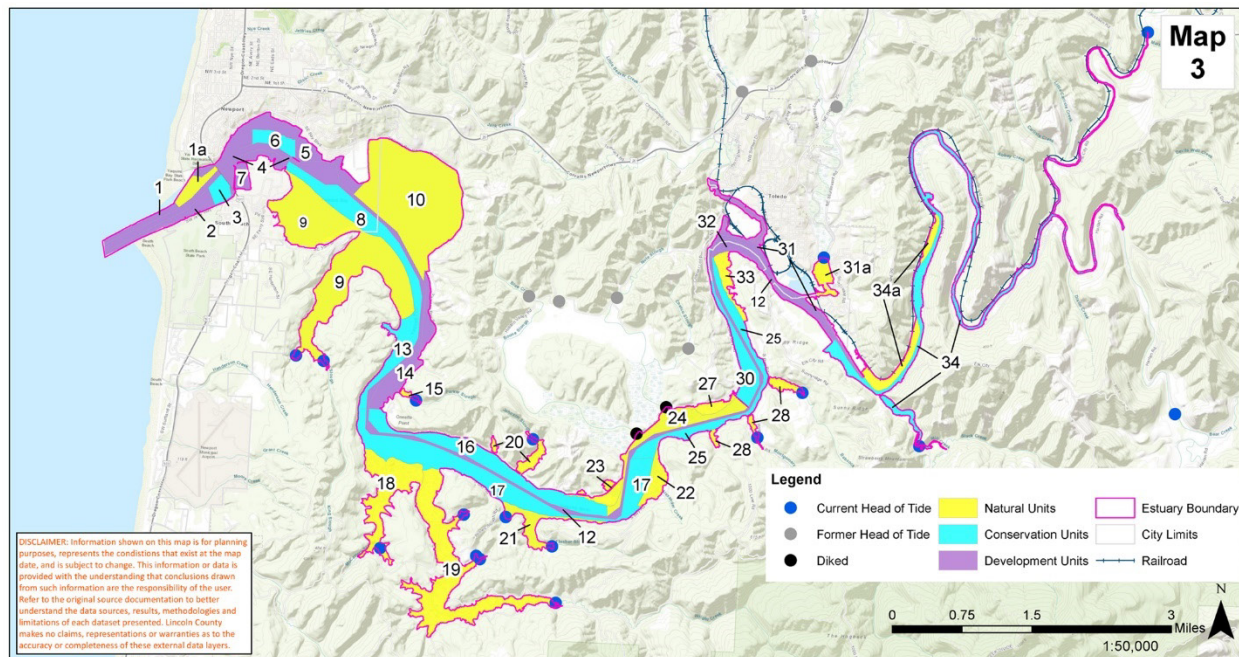 Map
3
Newport
Toledo
1a
1
2
3
4
5
6
7
8
9
9
10
12
12
13
14
15
16
17
17
18
19
20
21
22
23
24
25
25
27
28
28
30
31
31a
32
33
34
34a
South Beach
State Park
DISCLAIMER: Information shown on this map is for planning
purposes, represents the condidtions that exist at the map
date, and is subject to change. This information or data is
provided with the understanding that conclusions drawn
from such information are the responsibility of the user.
Refer to the original source documentation to better
understand the data sources, results, methodologies and
limitations of each dataset presented. Lincoln County
makes no claims, representations or warranties as to the
accuracy or completeness of these external data layers.
Legend
Current Head of Tide
Former Head of Tide
Diked
Natural Units
Conservation Units
Development Units
Estuary Boundary
City Limits
Railroad
N
0 0.75 1.5 3
Miles
1:50,000